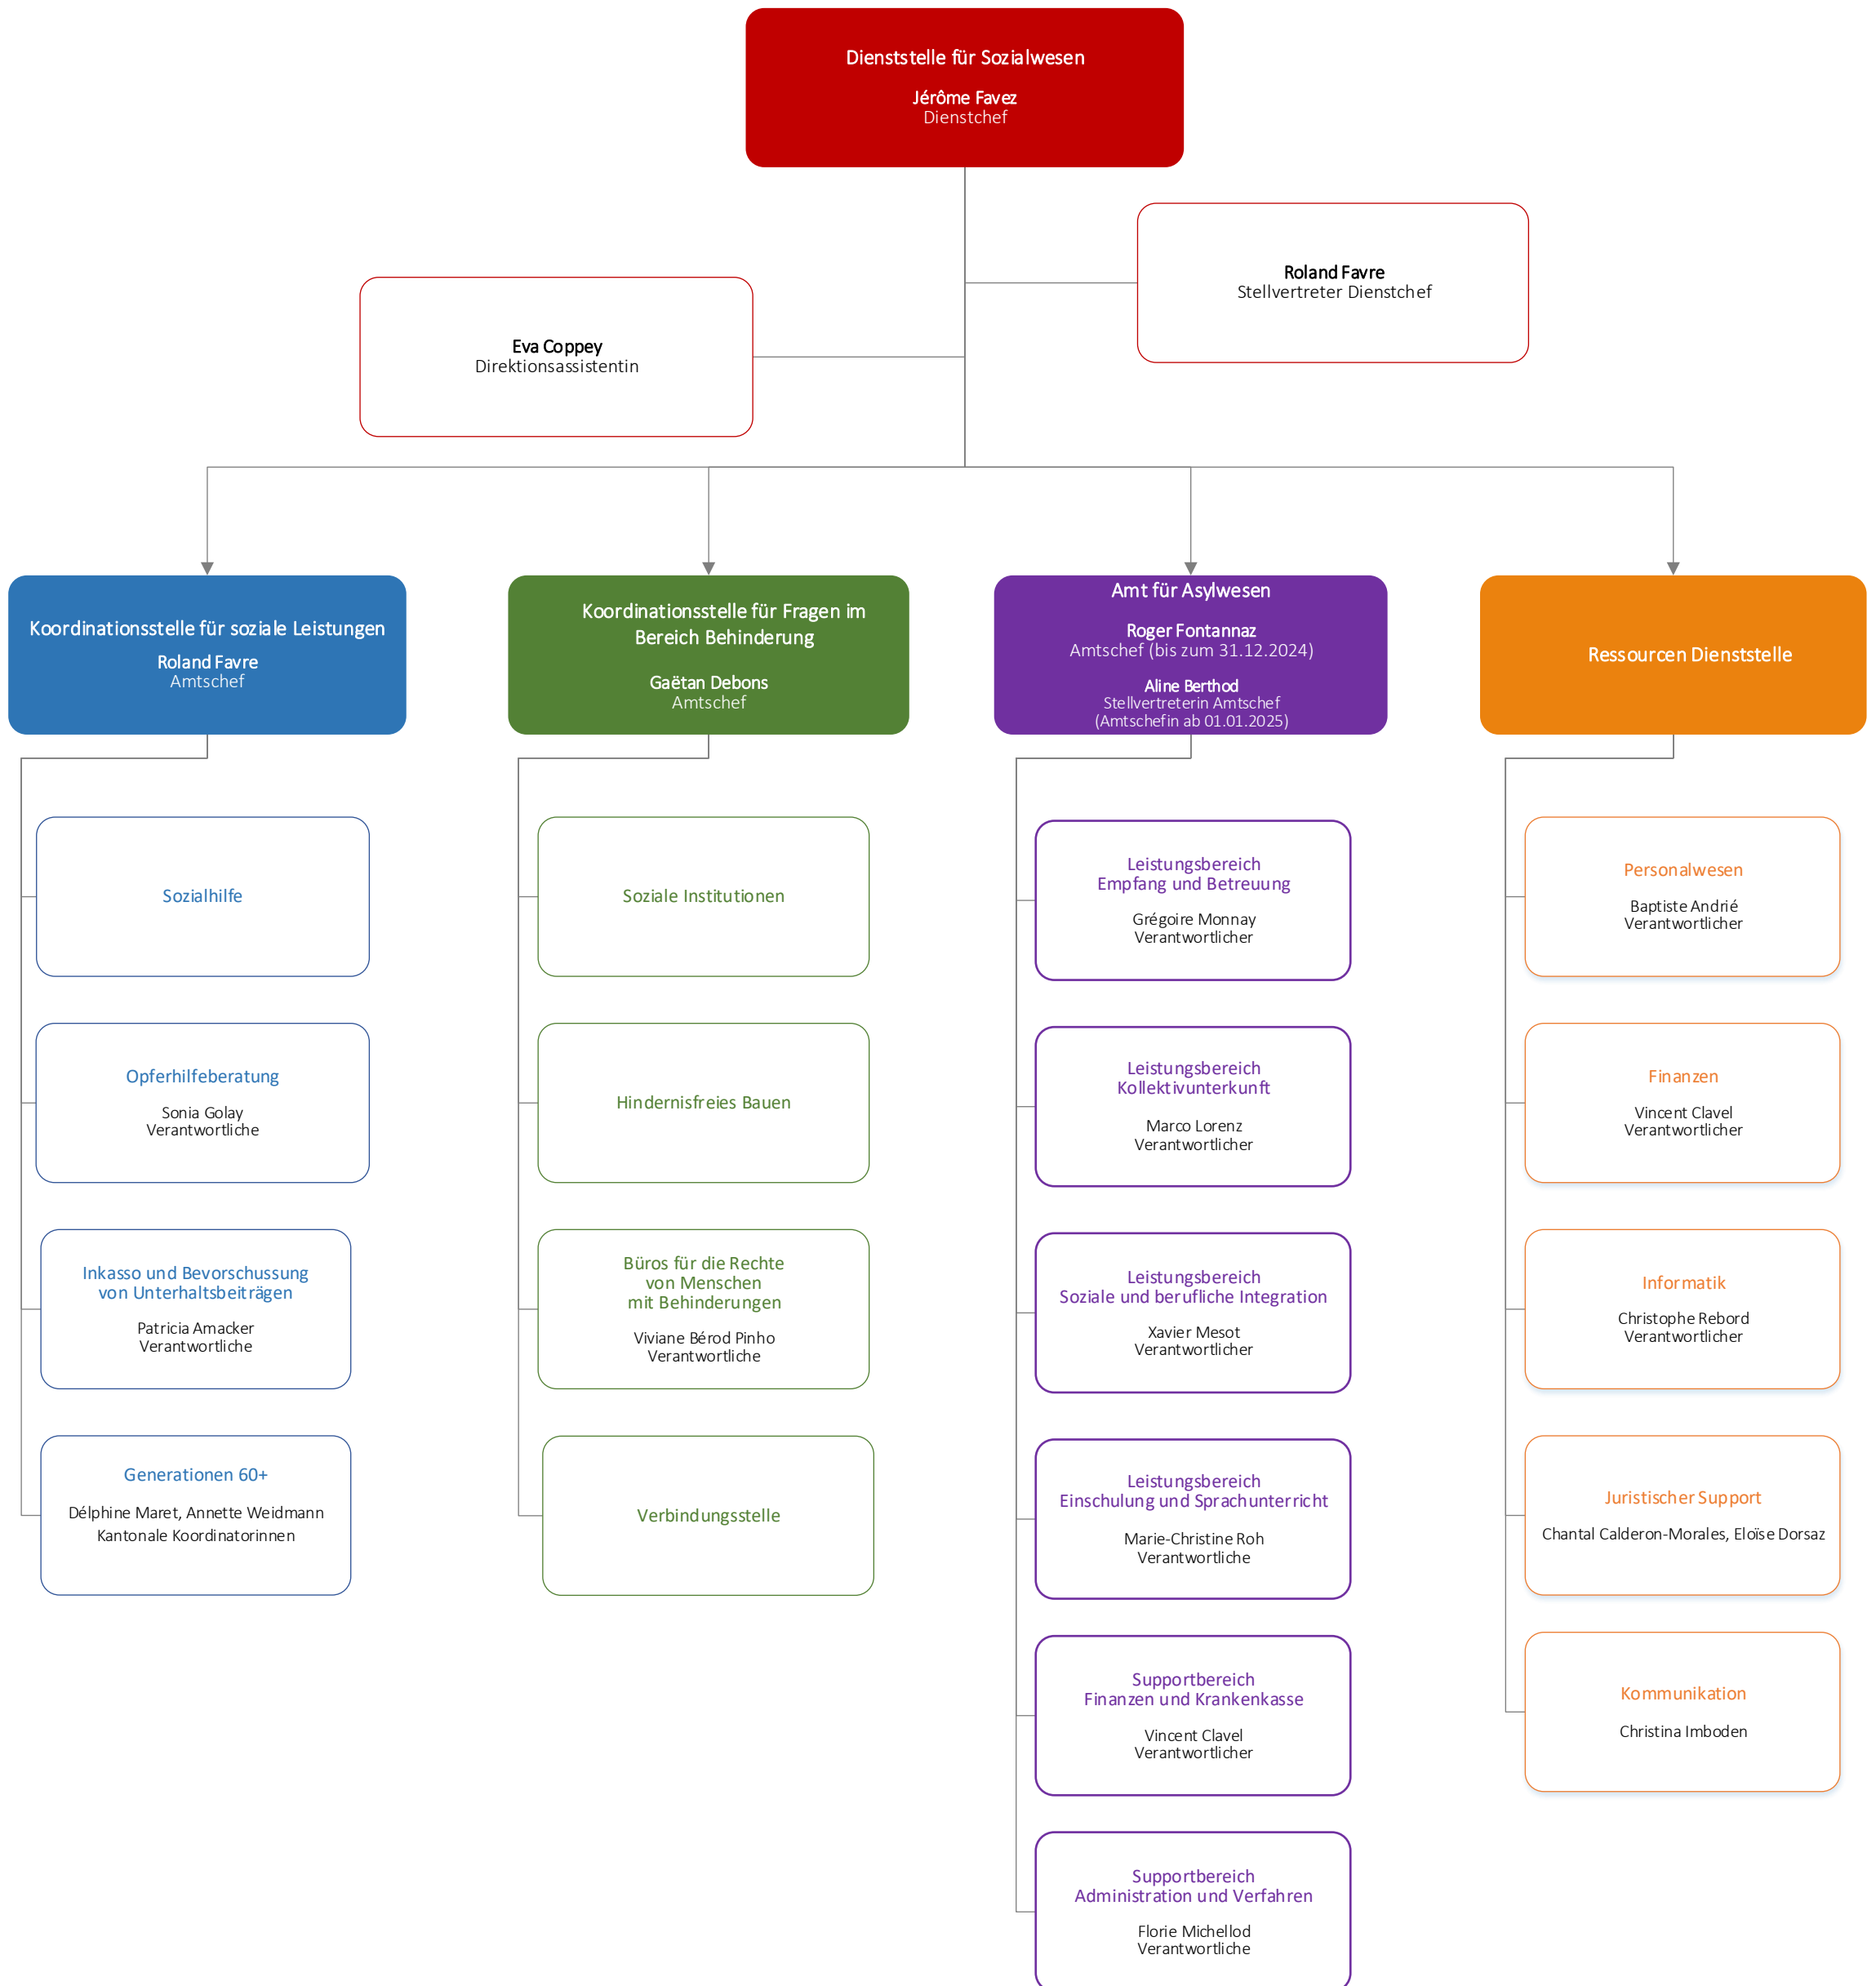 Dienststelle für Sozialwesen
Jérôme Favez
Dienstchef
Roland Favre
Stellvertreter Dienstchef
Eva Coppey
Direktionsassistentin
Koordinationsstelle für soziale Leistungen
Roland Favre
Amtschef
Sozialhilfe
Opferhilfeberatung
Sonia Golay
Verantwortliche
Inkasso und Bevorschussung
von Unterhaltsbeiträgen
Patricia Amacker
Verantwortliche
Generationen 60+
Délphine Maret, Annette Weidmann
Kantonale Koordinatorinnen
Koordinationsstelle für Fragen im
Bereich Behinderung
Gaëtan Debons
Amtschef
Soziale Institutionen
Hindernisfreies Bauen
Büros für die Rechte
von Menschen
mit Behinderungen
Viviane Bérod Pinho
Verantwortliche
Verbindungsstelle
Amt für Asylwesen
Roger Fontannaz
Amtschef (bis zum 31.12.2024)
Aline Berthod
Stellvertreterin Amtschef
(Amtschefin ab 01.01.2025)
Leistungsbereich
Empfang und Betreuung
Grégoire Monnay
Verantwortlicher
Leistungsbereich
Kollektivunterkunft
Marco Lorenz
Verantwortlicher
Leistungsbereich
Soziale und berufliche Integration
Xavier Mesot
Verantwortlicher
Leistungsbereich
Einschulung und Sprachunterricht
Marie-Christine Roh
Verantwortliche
Supportbereich
Finanzen und Krankenkasse
Vincent Clavel
Verantwortlicher
Supportbereich
Administration und Verfahren
Florie Michellod
Verantwortliche
Ressourcen Dienststelle
Personalwesen
Baptiste Andrié
Verantwortlicher
Finanzen
Vincent Clavel
Verantwortlicher
Informatik
Christophe Rebord
Verantwortlicher
Juristischer Support
Chantal Calderon-Morales, Eloïse Dorsaz
Kommunikation
Christina Imboden